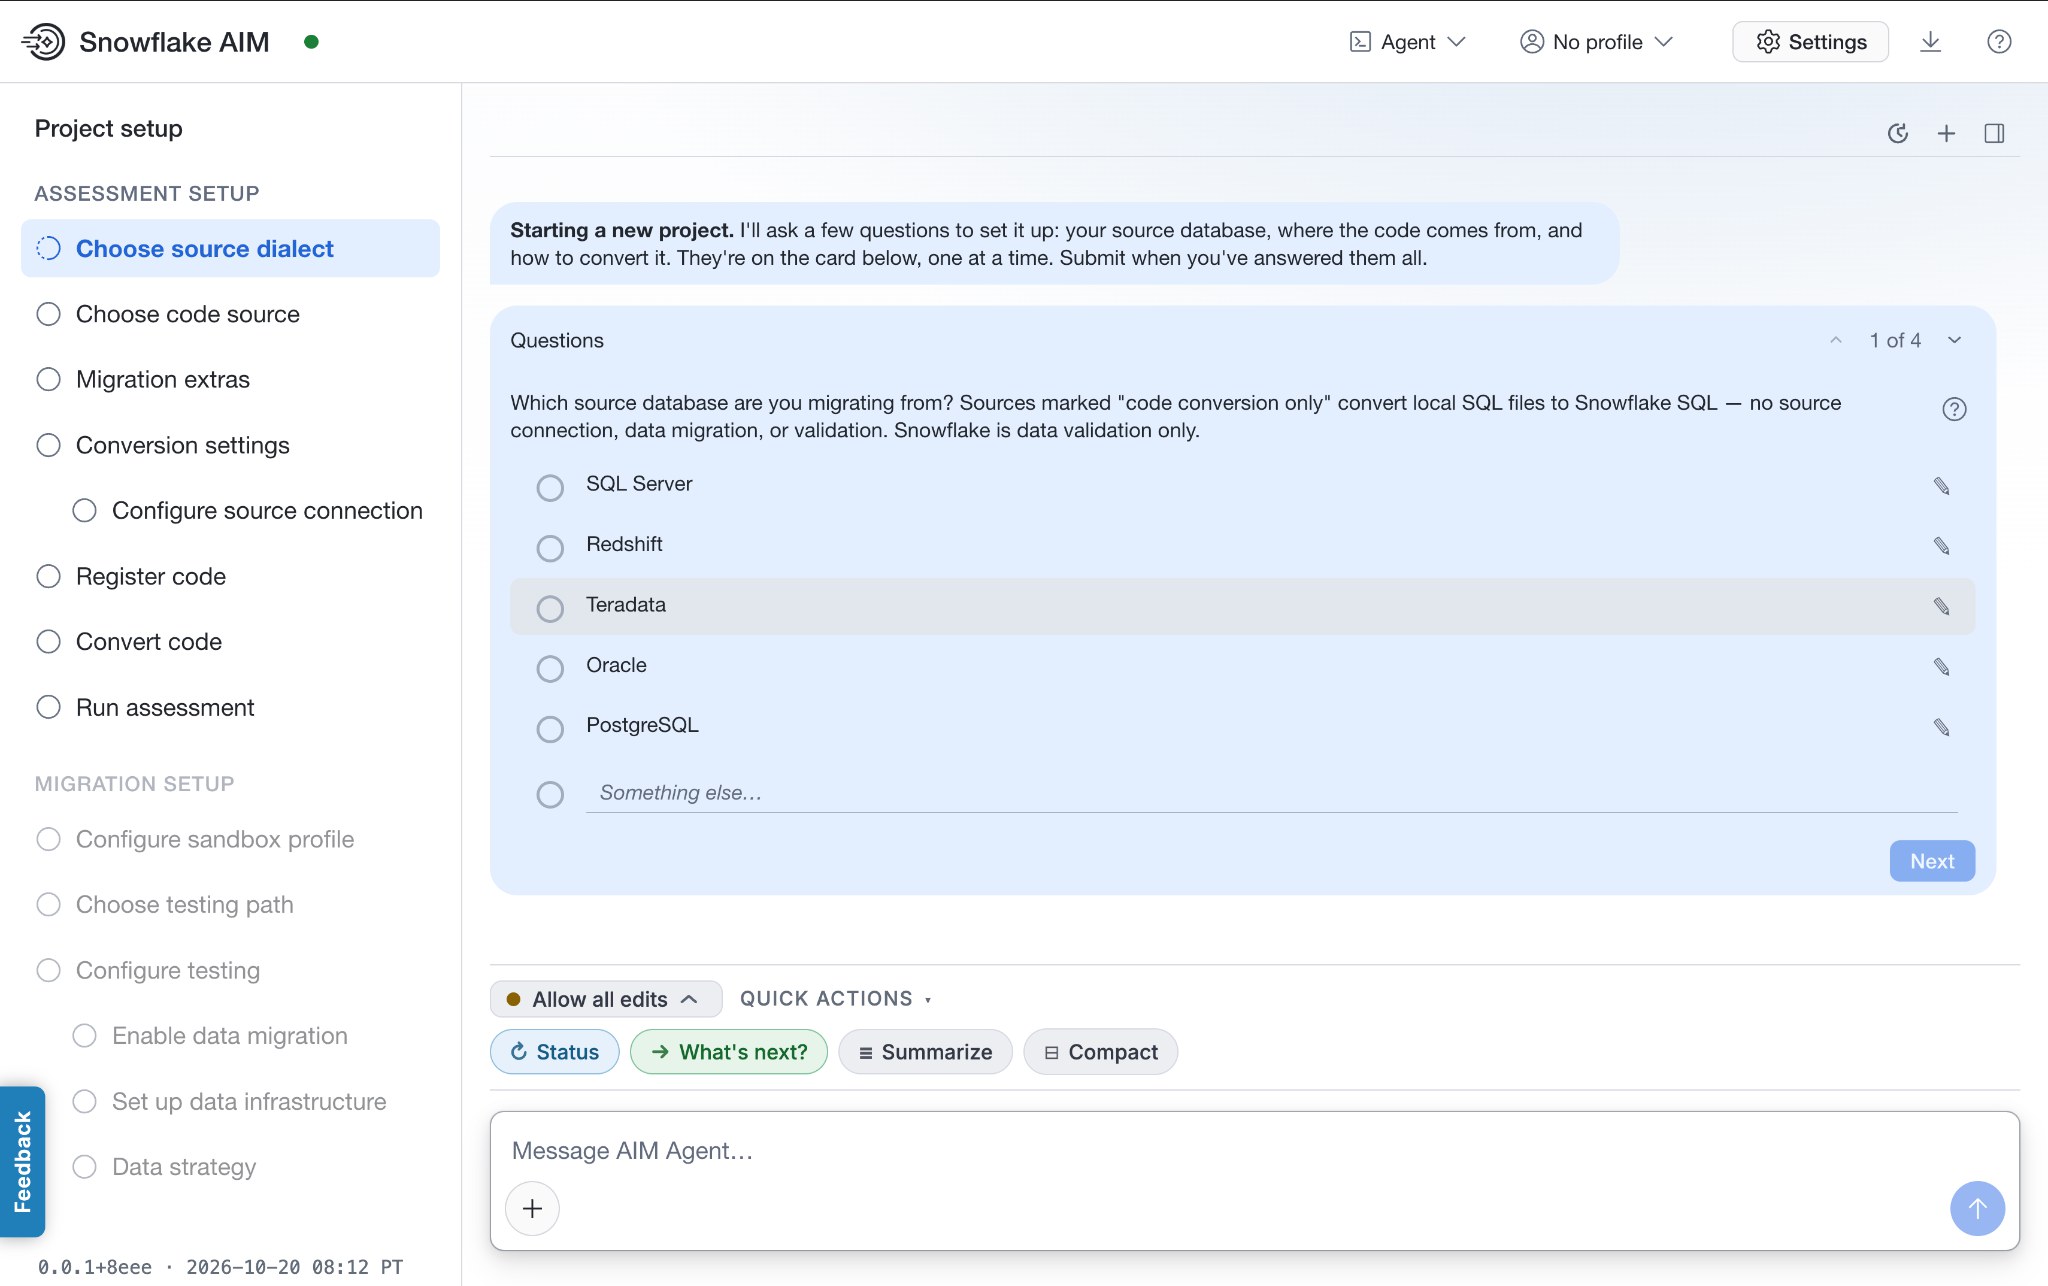 Snowflake AIM
Agent
No profile
Settings
Project setup
ASSESSMENT SETUP
Choose source dialect
Choose code source
Migration extras
Conversion settings
Configure source connection
Register code
Convert code
Run assessment
MIGRATION SETUP
Configure sandbox profile
Choose testing path
Configure testing
Enable data migration
Set up data infrastructure
Data strategy
Feedback
0.0.1+8eee · 2026-10-20 08:12 PT
Starting a new project. I'll ask a few questions to set it up: your source database, where the code comes from, and
how to convert it. They're on the card below, one at a time. Submit when you've answered them all.
Questions
1 of 4
Which source database are you migrating from? Sources marked "code conversion only" convert local SQL files to Snowflake SQL — no source
connection, data migration, or validation. Snowflake is data validation only.
SQL Server
Redshift
Teradata
Oracle
PostgreSQL
Something else...
Next
Allow all edits
QUICK ACTIONS
Status
What's next?
Summarize
Compact
Message AIM Agent...